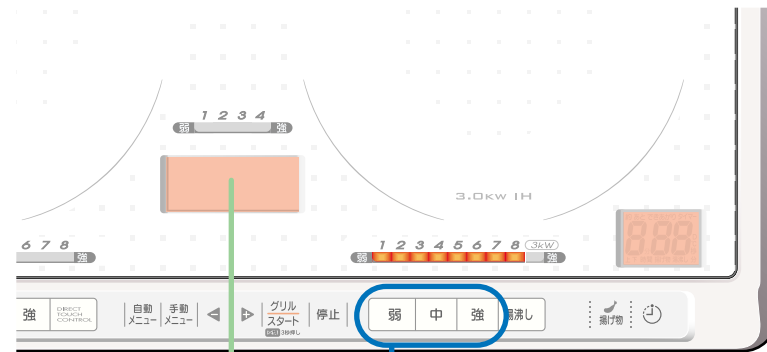 1 2 3 4
弱 強
3.0KW IH
888
6 7 8
強
1 2 3 4 5 6 7 8 3kW
弱 強
強
DIRECT
TOUCH
CONTROL
自動
メニュー
手動
メニュー
グリル
スタート
3秒押し
停止
弱 中 強
沸し
揚げ物